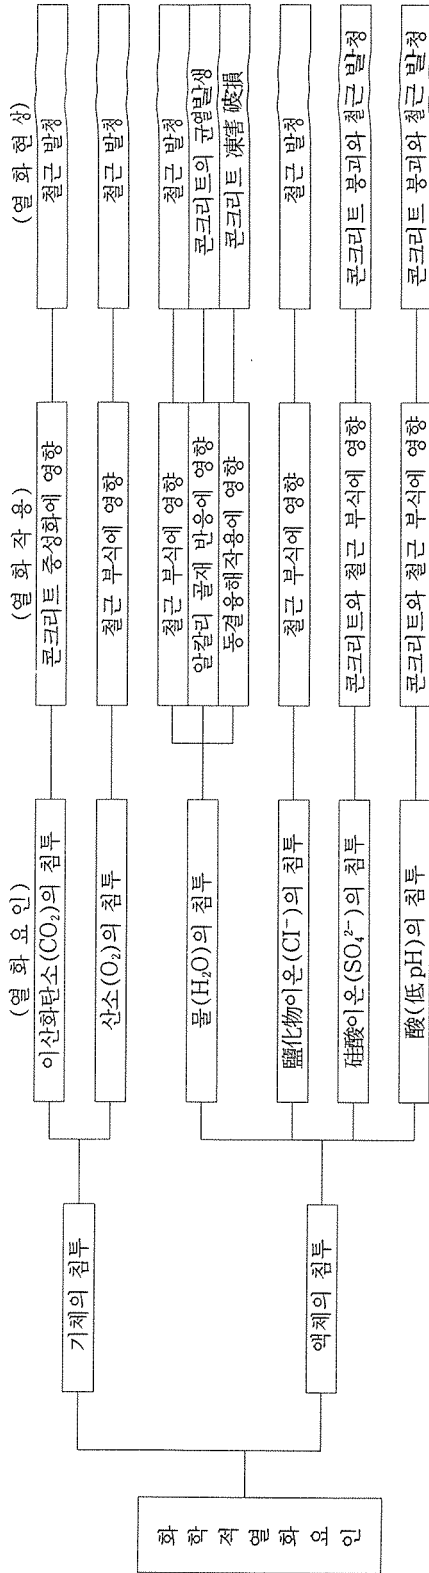 (열 화 요 인)
(열 화 작 용)
(열 화 현 상)
화 학 적 열 화 요 인
기체의 침투
이산화탄소(CO₂)의 침투
콘크리트 중성화에 영향
철근 발청
산소(O₂)의 침투
철근 부식에 영향
철근 발청
액체의 침투
물(H₂O)의 침투
철근 부식에 영향
철근 발청
알칼리 골재 반응에 영향
콘크리트의 균열발생
동결융해작용에 영향
콘크리트 凍害 破損
鹽化物이온(Cl⁻)의 침투
철근 부식에 영향
철근 발청
硅酸이온(SO₄²⁻)의 침투
콘크리트와 철근 부식에 영향
콘크리트 붕괴와 철근 발청
酸(低 pH)의 침투
콘크리트와 철근 부식에 영향
콘크리트 붕괴와 철근 발청